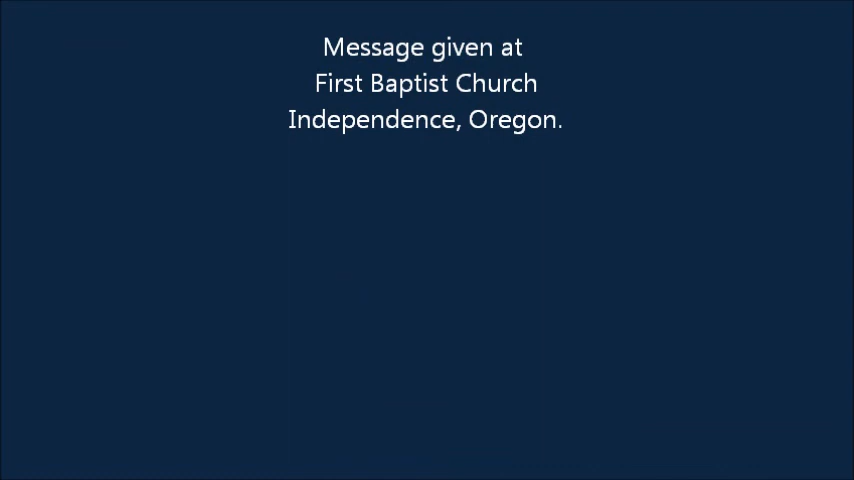 Message given at
First Baptist Church
Independence, Oregon.